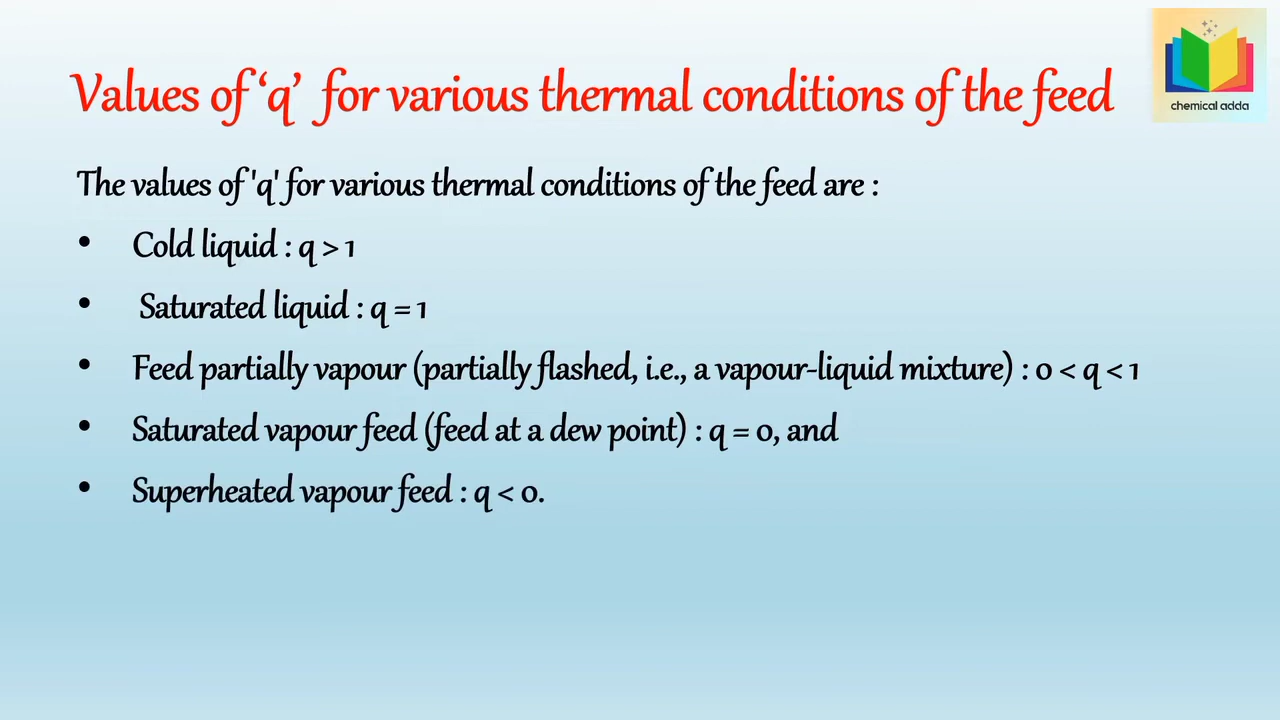 Values of ‘q’ for various thermal conditions of the feed
chemical adda
The values of 'q' for various thermal conditions of the feed are :
• Cold liquid : q > 1
• Saturated liquid : q = 1
• Feed partially vapour (partially flashed, i.e., a vapour-liquid mixture) : 0 < q < 1
• Saturated vapour feed (feed at a dew point) : q = 0, and
• Superheated vapour feed : q < 0.